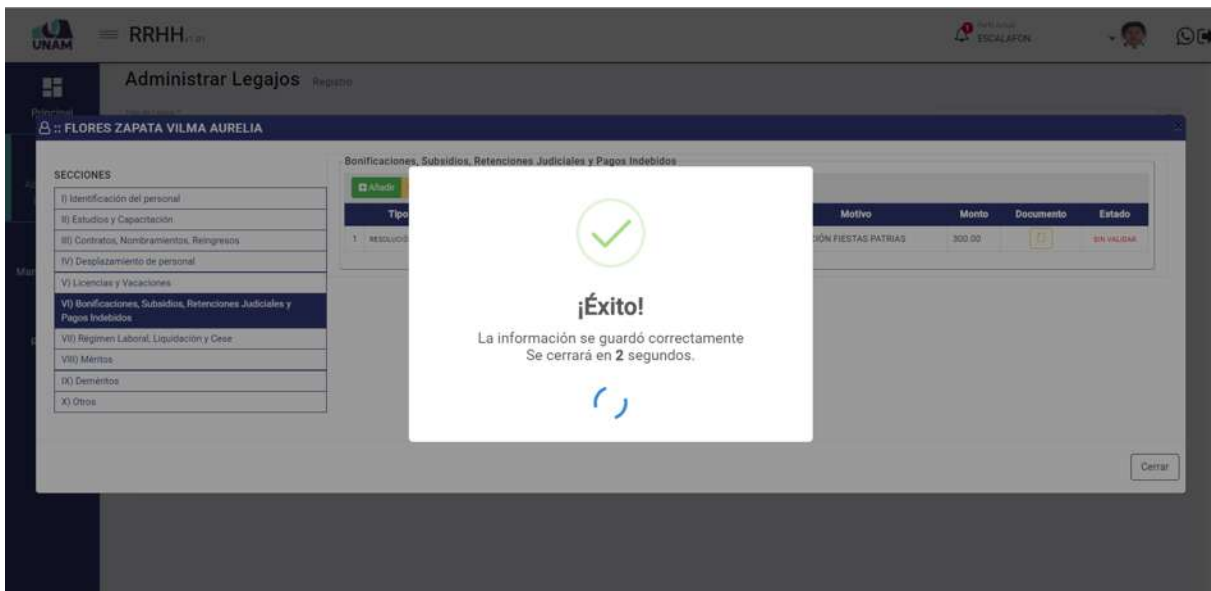 UNAM
RRHH
ESCALAFON
Administrar Legajos Registro
Principal
:: FLORES ZAPATA VILMA AURELIA
SECCIONES
I) Identificación del personal
II) Estudios y Capacitación
III) Contratos, Nombramientos, Reingresos
IV) Desplazamiento de personal
V) Licencias y Vacaciones
VI) Bonificaciones, Subsidios, Retenciones Judiciales y
Pagos Indebidos
VII) Régimen Laboral, Liquidación y Cese
VIII) Méritos
IX) Deméritos
X) Otros
Bonificaciones, Subsidios, Retenciones Judiciales y Pagos Indebidos
Añadir
Tipo Motivo Monto Documento Estado
1 FIESTAS PATRIAS 300.00 SIN VALIDAR
¡Éxito!
La información se guardó correctamente
Se cerrará en 2 segundos.
Cerrar